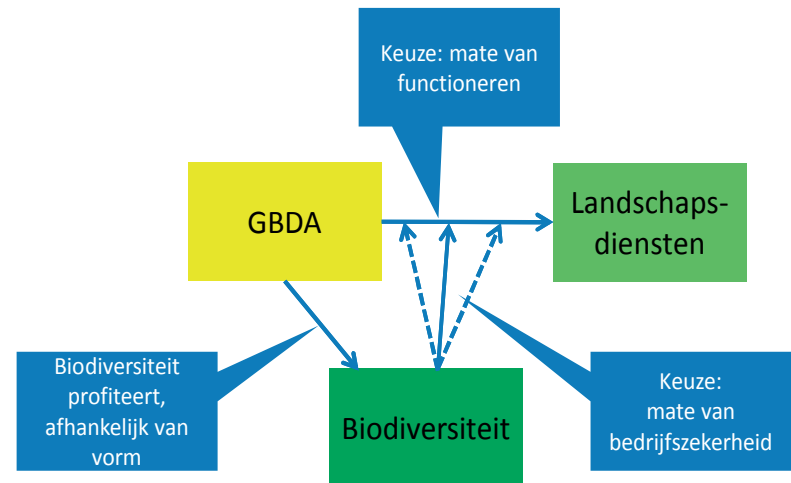 Keuze: mate van
functioneren
GBDA
Landschaps-
diensten
Biodiversiteit
profiteert,
afhankelijk van
vorm
Biodiversiteit
Keuze:
mate van
bedrijfszekerheid